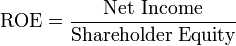 ROE = Net Income
Shareholder Equity